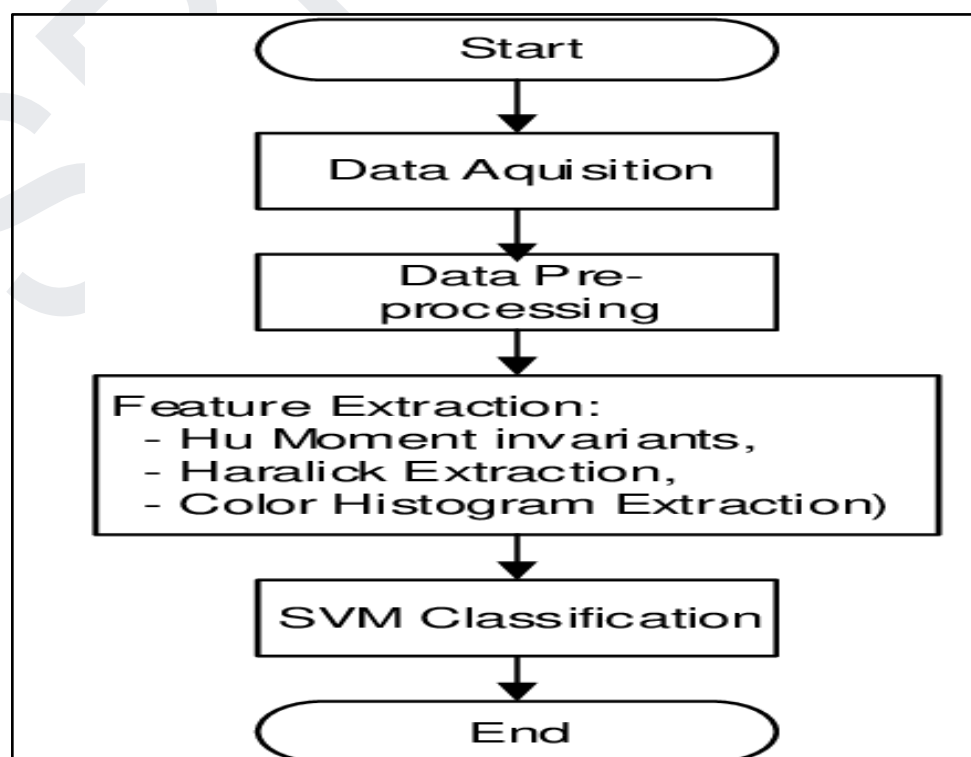 Start
Data Aquisition
Data Pre-
processing
Feature Extraction:
- Hu Moment invariants,
- Haralick Extraction,
- Color Histogram Extraction)
SVM Classification
End